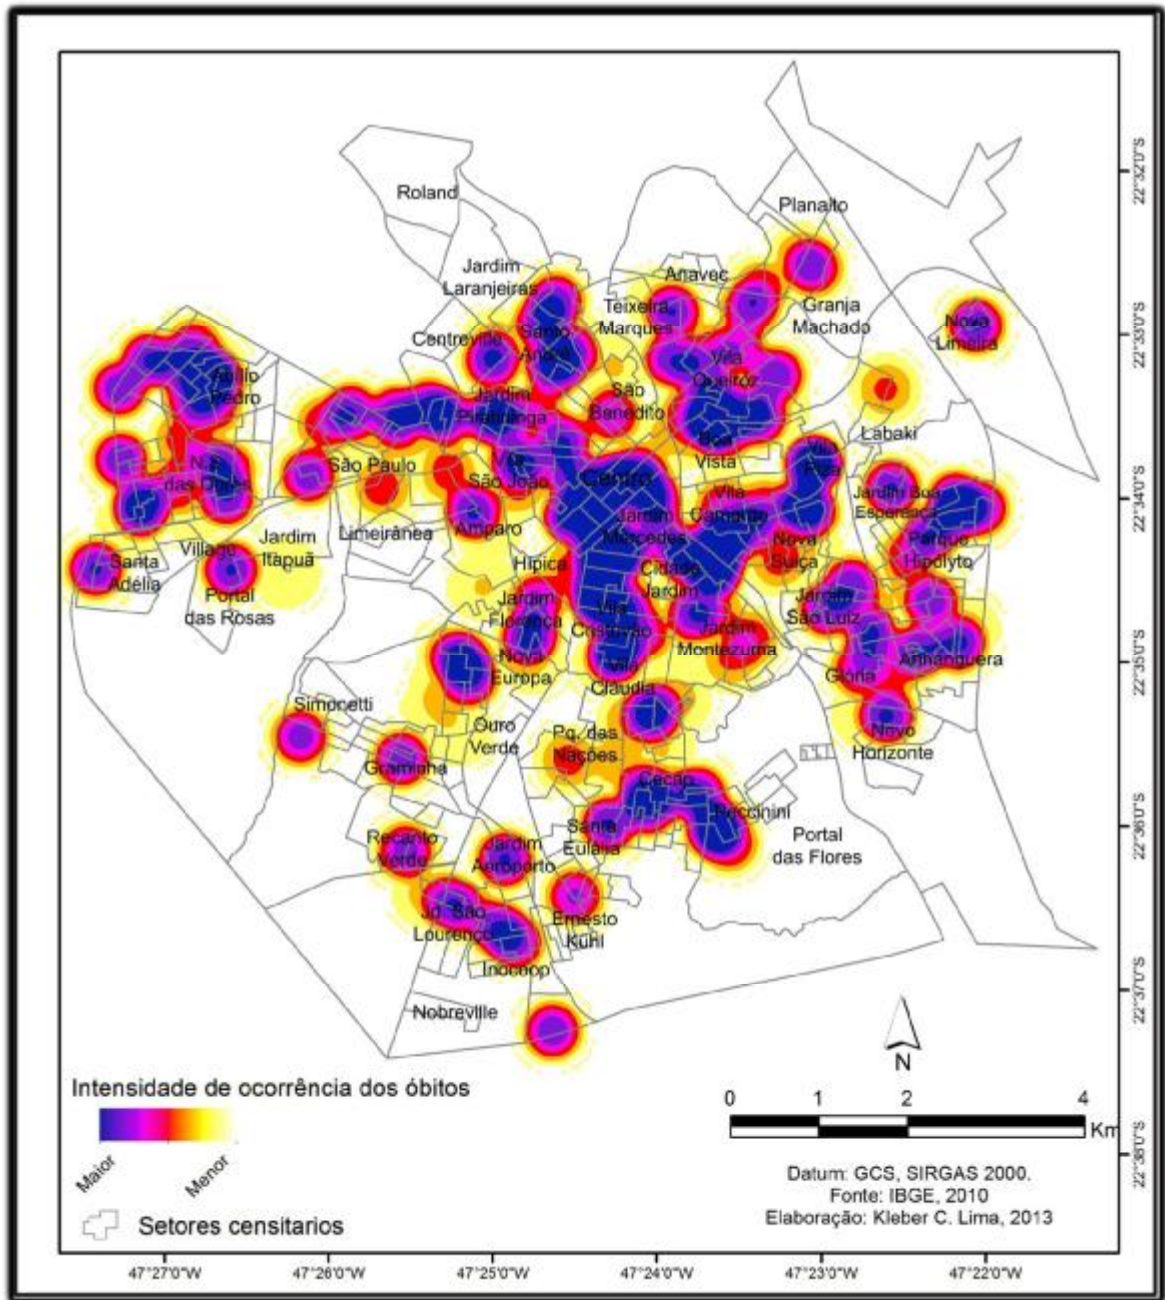 Roland
Planalto
Jardim
Laranjeiras
Anavec
Teixeira
Marques
Granja
Machado
Nova
Limeira
Centreville
Santo
André
Vila
Queiroz
Abílio
Pedro
São
Benedito
Jardim
Piratininga
Labaki
Boa
Vista
Vila
São João
São Paulo
Centro
Vila
Camargo
Jardim Boa
Esperança
Limeirânea
Amparo
Jardim
Mercedes
Nova
Suiça
Parque
Hipólyto
Jardim
Itapuã
Village
Santa
Adélia
Portal
das Rosas
Hípica
Cidade
Jardim
Jardim
Florença
Vila
Cristovão
Jardim
São Luiz
Jardim
Montezuma
Nova
Europa
Vila
Cláudia
Anhanguera
Glória
Simonetti
Ouro
Verde
Pq. das
Nações
Novo
Horizonte
Graminha
Cecap
Santa
Eulália
Portal
das Flores
Recanto
Verde
Jardim
Aeroporto
Jd. São
Lourenço
Ernesto
Kuhl
Inocoop
Nobreville
N
Intensidade de ocorrência dos óbitos
Maior
Menor
Setores censitarios
0 1 2 4
Km
Datum: GCS, SIRGAS 2000.
Fonte: IBGE, 2010
Elaboração: Kleber C. Lima, 2013
22°32'0"S
22°33'0"S
22°34'0"S
22°35'0"S
22°36'0"S
22°37'0"S
22°38'0"S
47°27'0"W 47°26'0"W 47°25'0"W 47°24'0"W 47°23'0"W 47°22'0"W